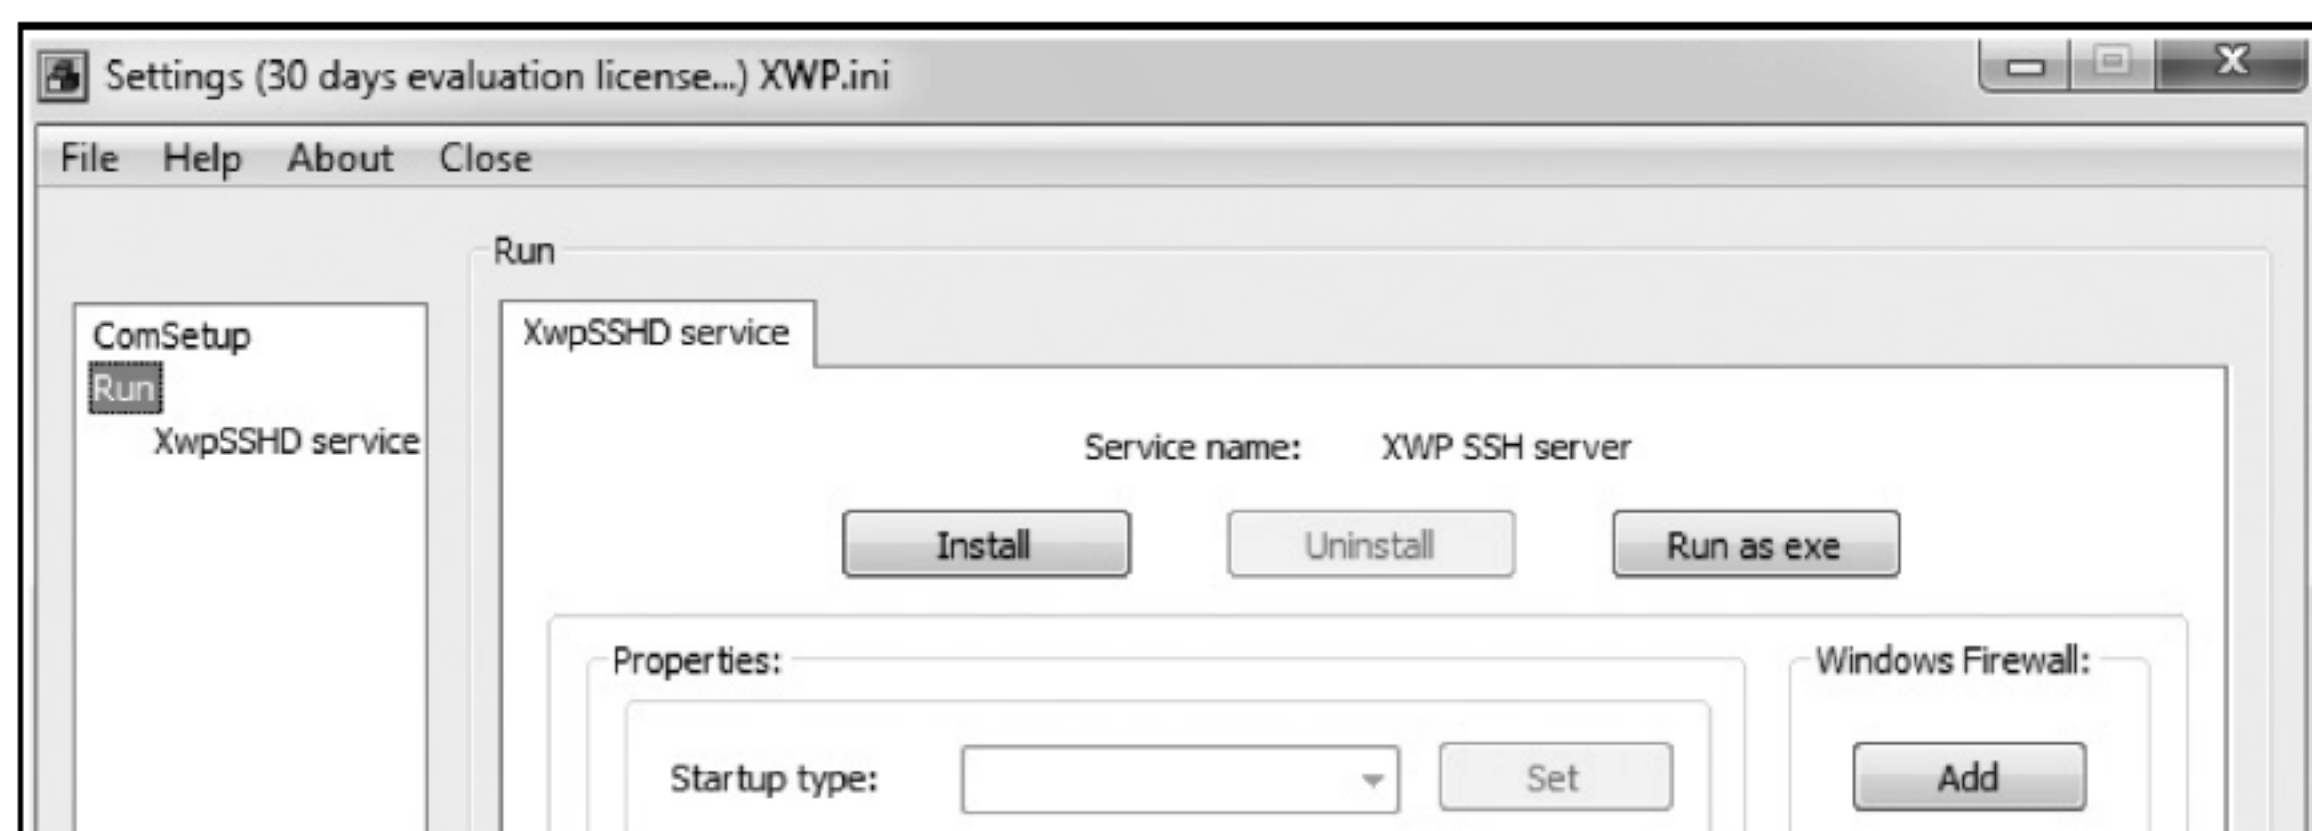 Settings (30 days evaluation license...) XWP.ini
File Help About Close
Run
ComSetup
Run
XwpSSHD service
XwpSSHD service
Service name: XWP SSH server
Install Uninstall Run as exe
Properties:
Windows Firewall:
Startup type: Set
Add